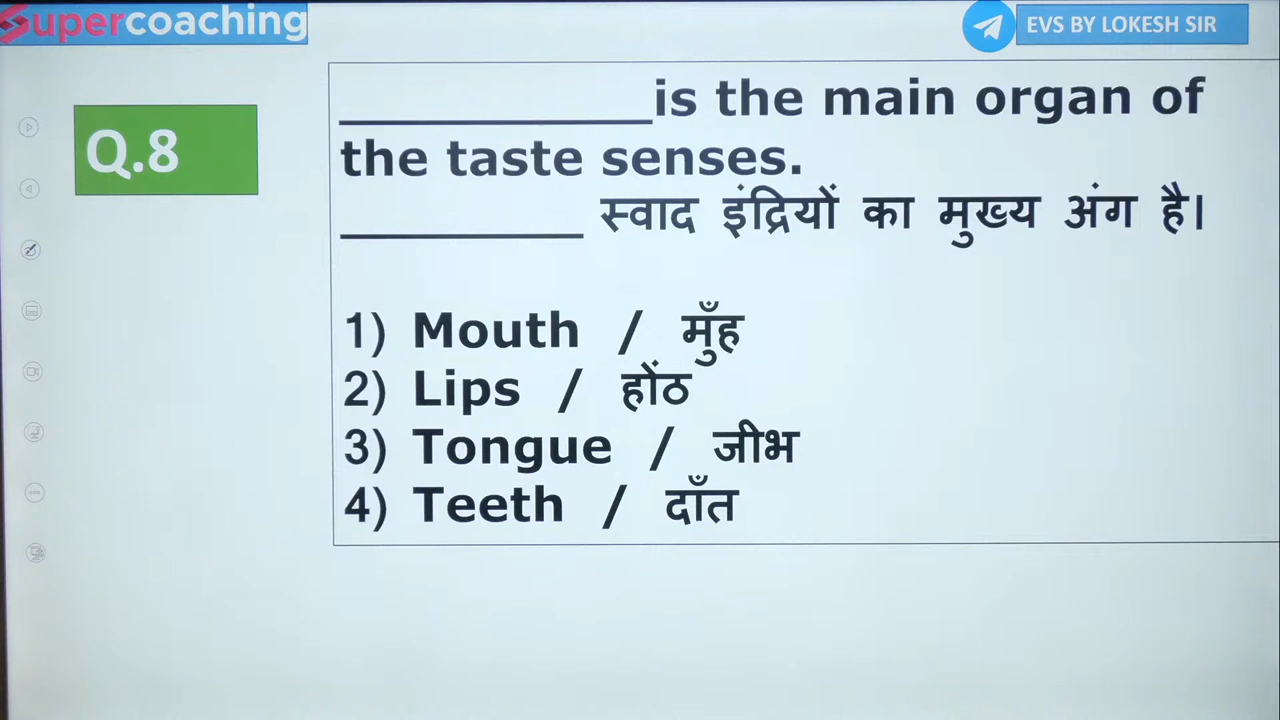 Supercoaching
EVS BY LOKESH SIR
Q.8
____________is the main organ of
the taste senses.
__________ स्वाद इंद्रियों का मुख्य अंग है।
1) Mouth / मुँह
2) Lips / होंठ
3) Tongue / जीभ
4) Teeth / दाँत